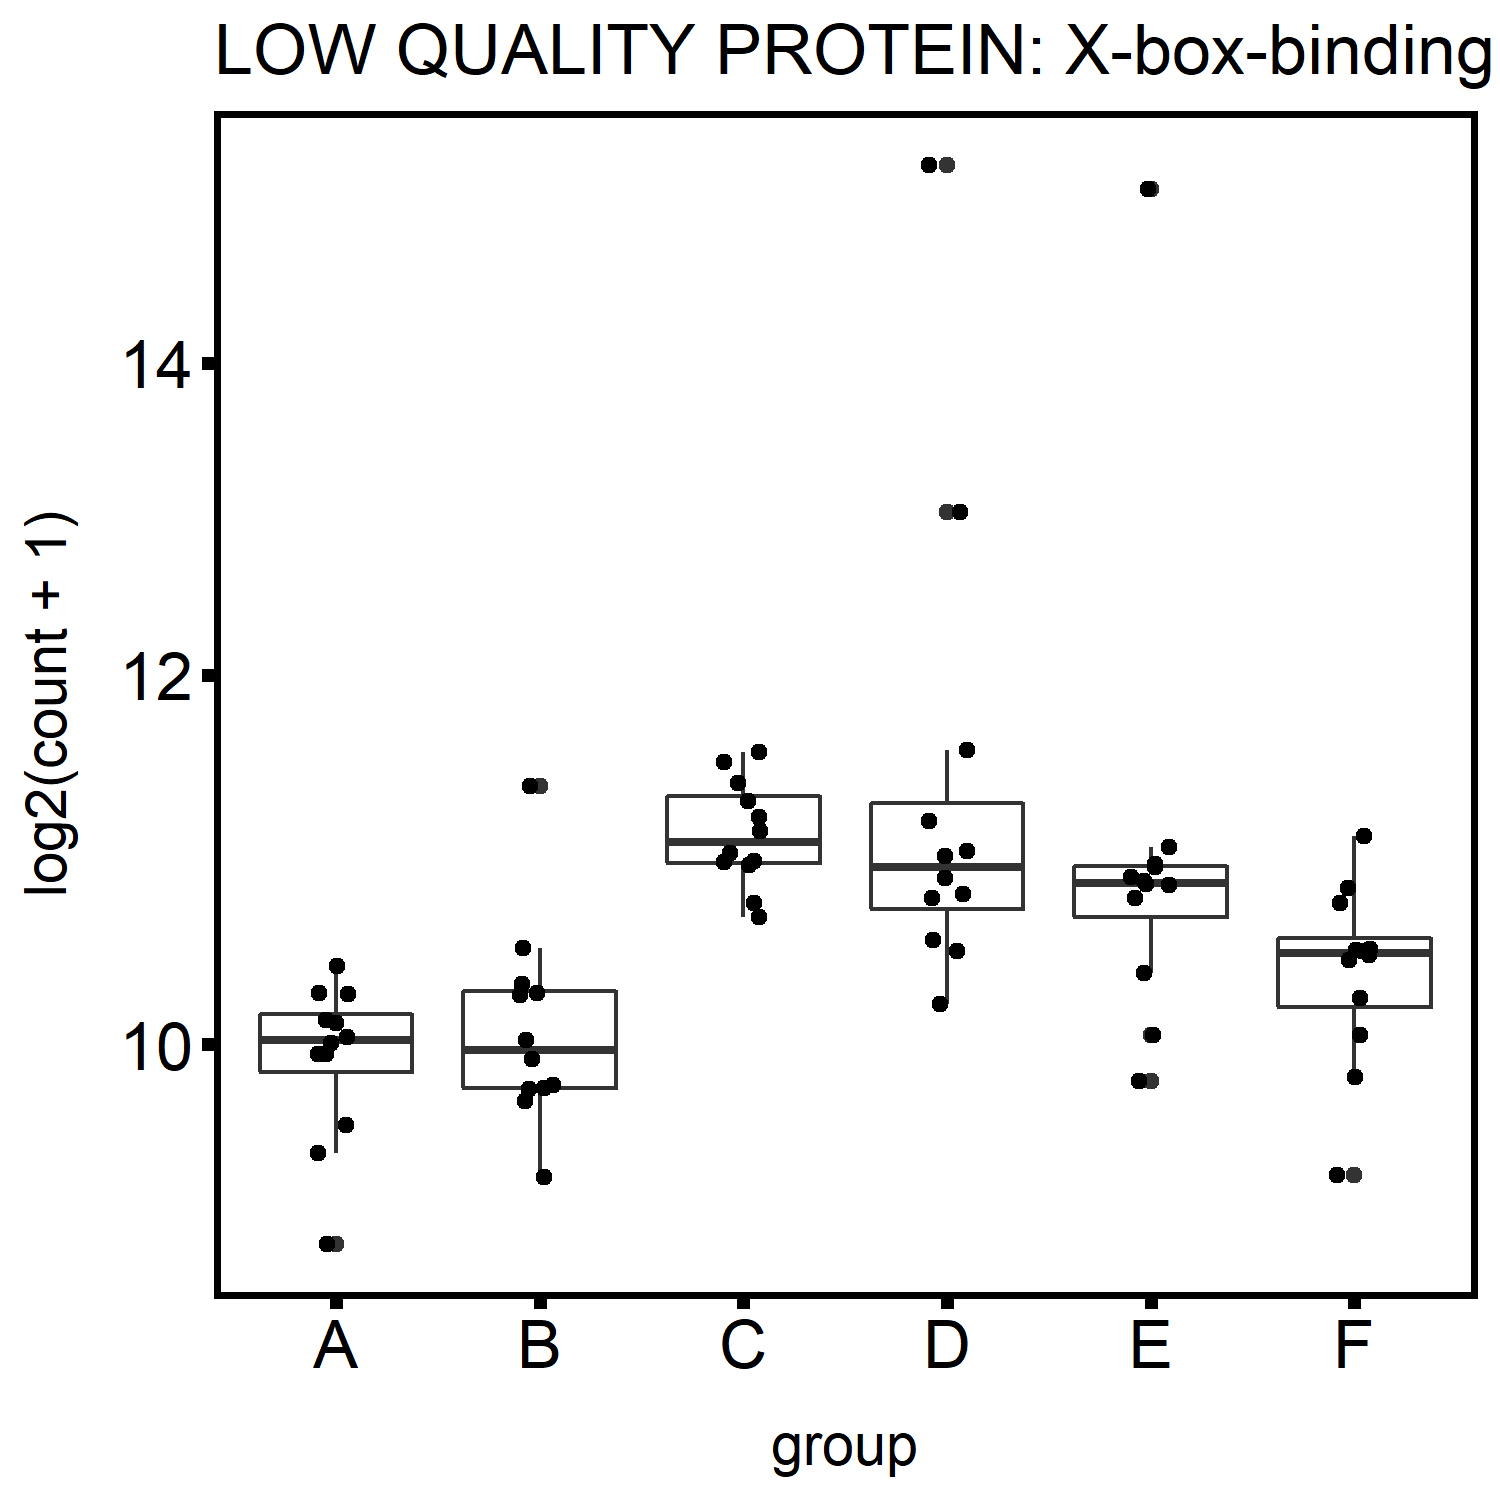 LOW QUALITY PROTEIN: X-box-binding
log2(count + 1)
14
12
10
A B C D E F
group